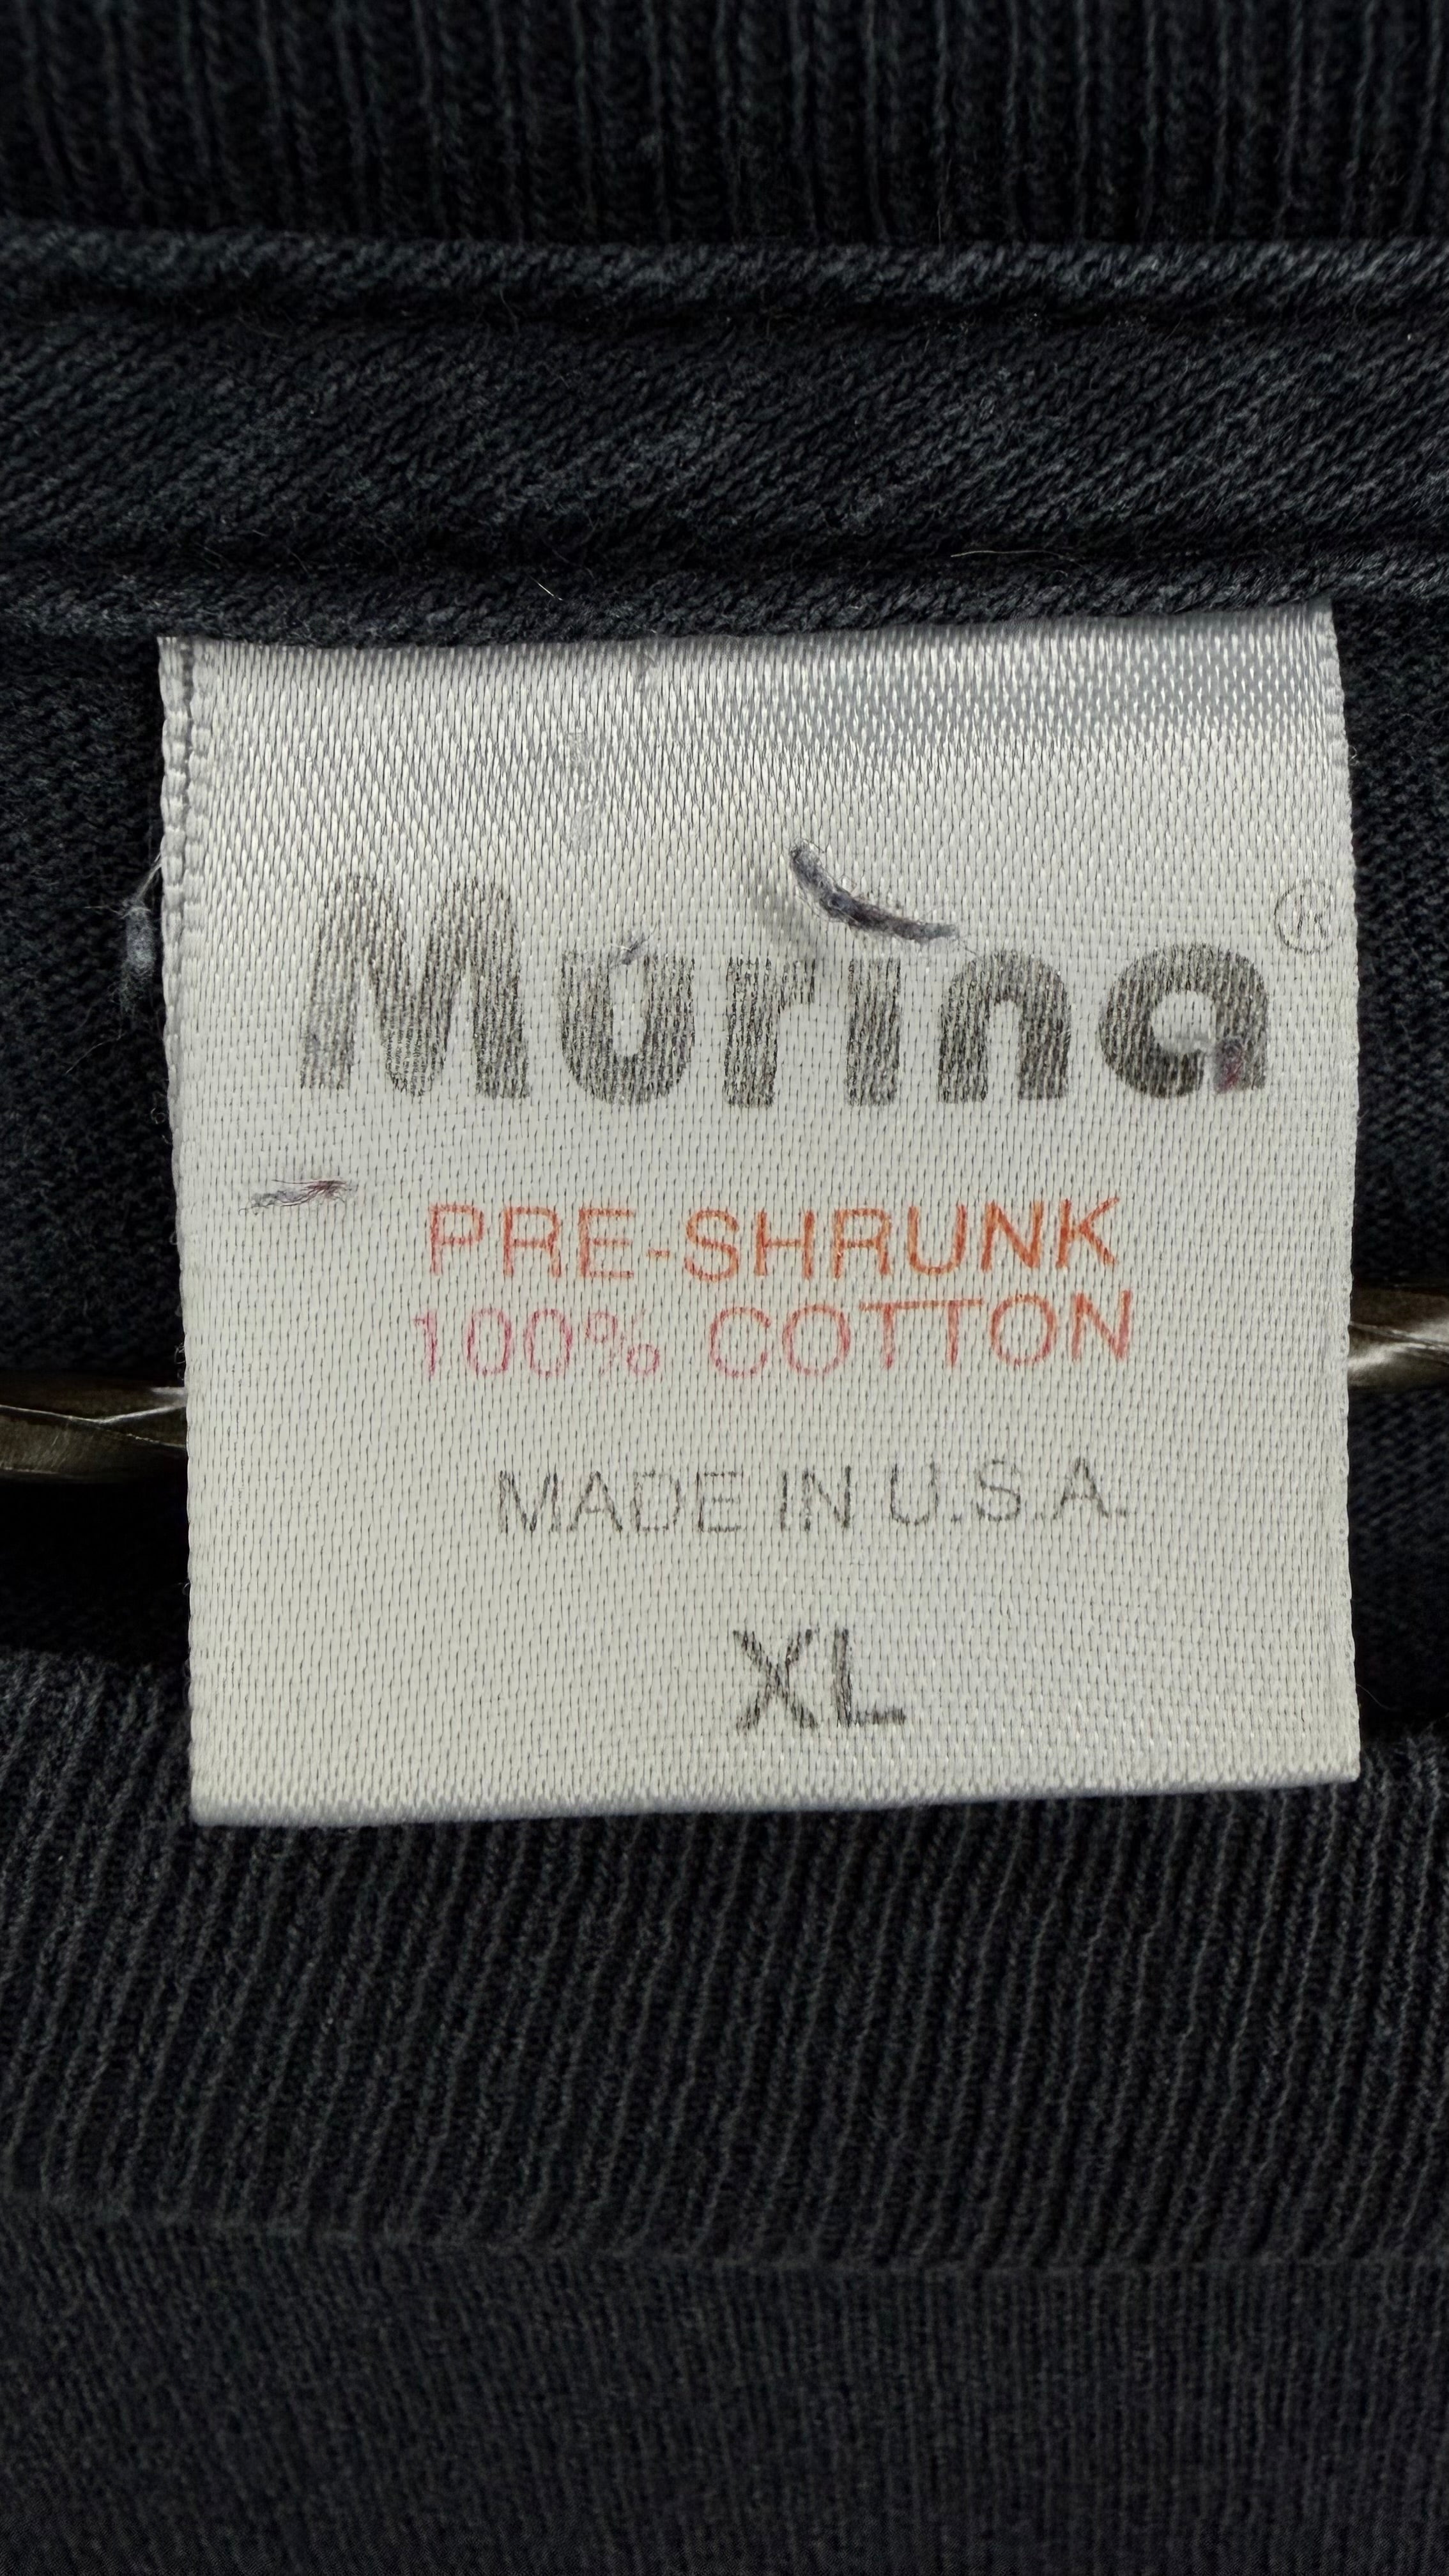 Murina®
PRE-SHRUNK
100% COTTON
MADE IN U.S.A.
XL